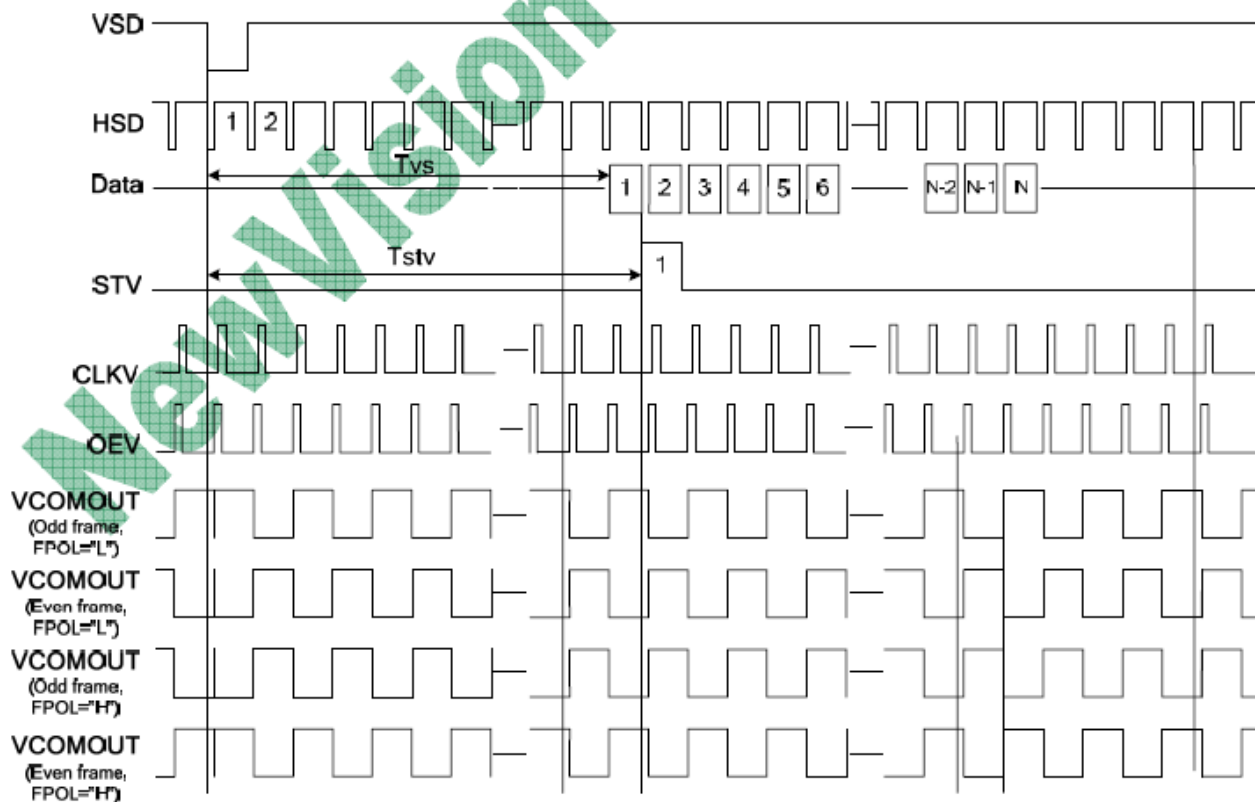 VSD
HSD 1 2
Tvs
Data 1 2 3 4 5 6 N-2 N-1 N
Tstv
STV 1
CLKV
OEV
VCOMOUT
(Odd frame,
FPOL="L")
VCOMOUT
(Even frame,
FPOL="L")
VCOMOUT
(Odd frame,
FPOL="H")
VCOMOUT
(Even frame,
FPOL="H")
NewVision